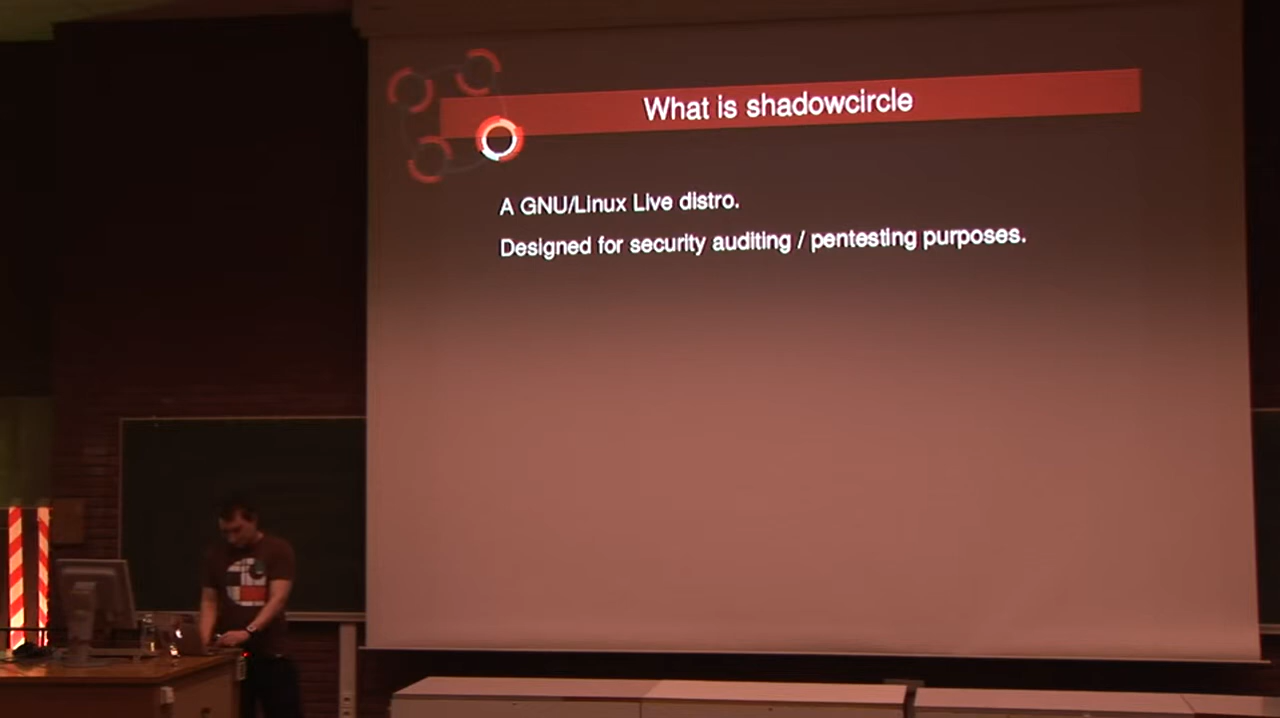 What is shadowcircle
A GNU/Linux Live distro.
Designed for security auditing / pentesting purposes.